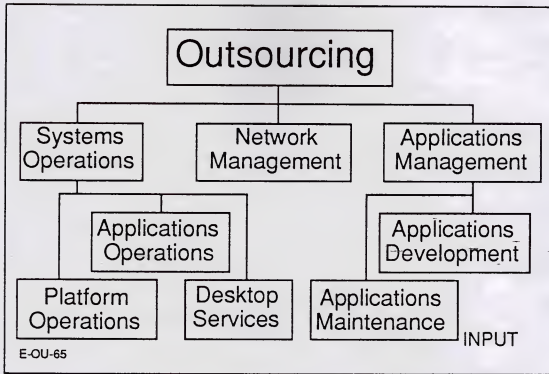 Outsourcing
Systems
Operations
Network
Management
Applications
Management
Applications
Operations
Applications
Development
Platform
Operations
Desktop
Services
Applications
Maintenance
INPUT
E-OU-65